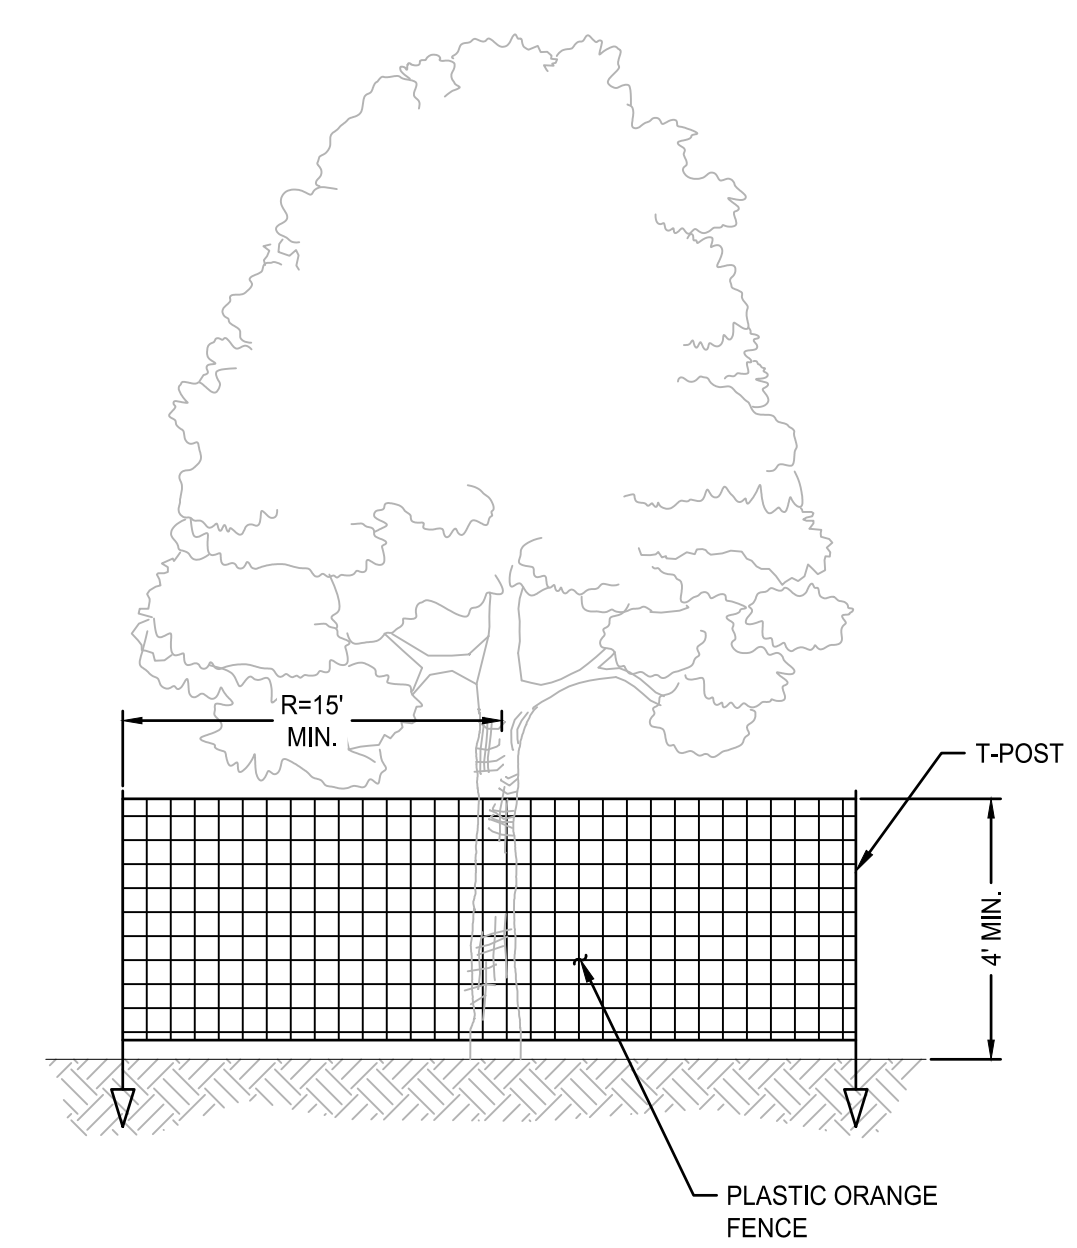 R=15'
MIN.
T-POST
4' MIN.
PLASTIC ORANGE
FENCE